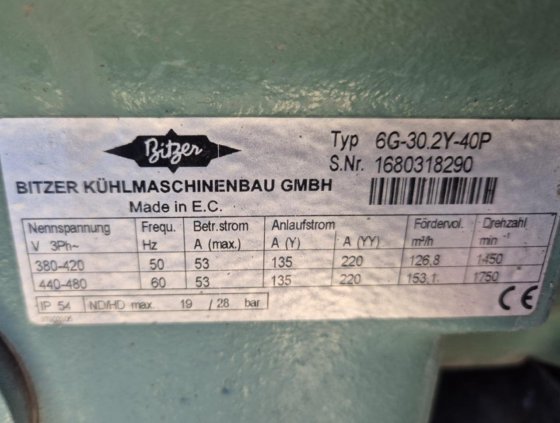 Bitzer
Typ 6G-30.2Y-40P
S.Nr. 1680318290
BITZER KÜHLMASCHINENBAU GMBH
Made in E.C.
Nennspannung Frequ. Betr.strom Anlaufstrom Fördervol. Drehzahl
V 3Ph~ Hz A (max.) A (Y) A (YY) m³/h min⁻¹
380-420 50 53 135 220 126,8 1450
440-480 60 53 135 220 153,1 1750
IP 54 ND/HD max. 19 / 28 bar
CE